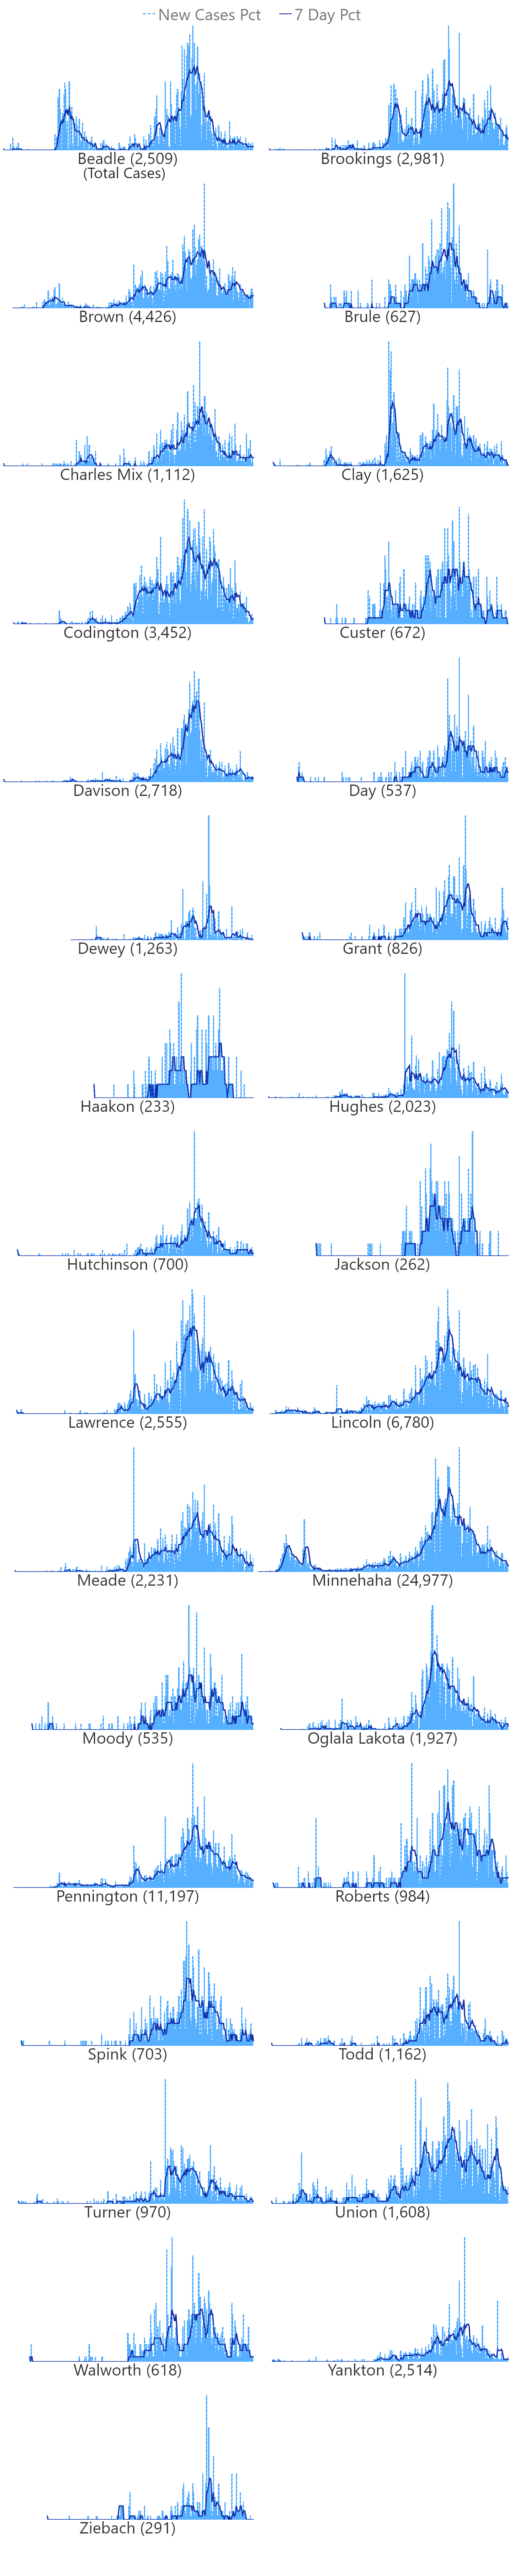 New Cases Pct 7 Day Pct
Beadle (2,509) Brookings (2,981)
(Total Cases)
Brown (4,426) Brule (627)
Charles Mix (1,112) Clay (1,625)
Codington (3,452) Custer (672)
Davison (2,718) Day (537)
Dewey (1,263) Grant (826)
Haakon (233) Hughes (2,023)
Hutchinson (700) Jackson (262)
Lawrence (2,555) Lincoln (6,780)
Meade (2,231) Minnehaha (24,977)
Moody (535) Oglala Lakota (1,927)
Pennington (11,197) Roberts (984)
Spink (703) Todd (1,162)
Turner (970) Union (1,608)
Walworth (618) Yankton (2,514)
Ziebach (291)